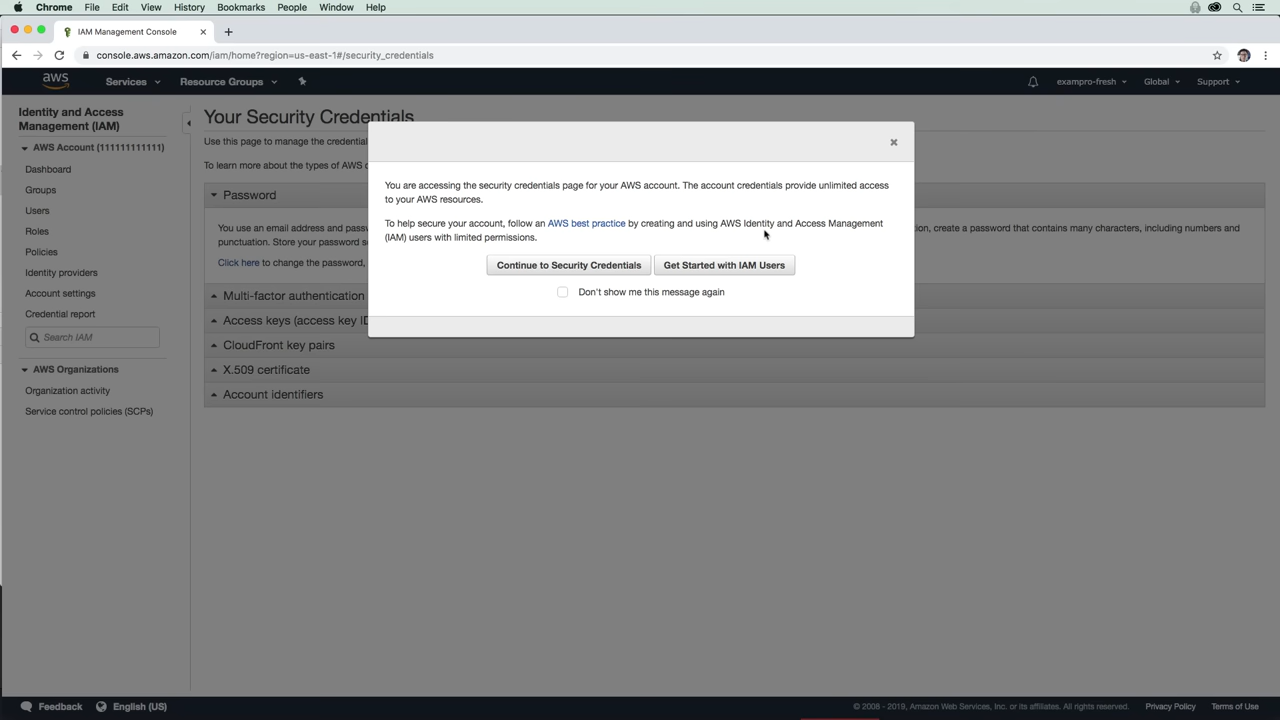 Chrome File Edit View History Bookmarks People Window Help
IAM Management Console
console.aws.amazon.com/iam/home?region=us-east-1#/security_credentials
aws Services Resource Groups exampro-fresh Global Support
Identity and Access
Management (IAM)
AWS Account (111111111111)
Dashboard
Groups
Users
Roles
Policies
Identity providers
Account settings
Credential report
Search IAM
AWS Organizations
Organization activity
Service control policies (SCPs)
Your Security Credentials
Use this page to manage the credential
To learn more about the types of AWS
Password
You use an email address and passw
ion, create a password that contains many characters, including numbers and
punctuation. Store your password s
Click here to change the password,
Multi-factor authentication
Access keys (access key ID
CloudFront key pairs
X.509 certificate
Account identifiers
You are accessing the security credentials page for your AWS account. The account credentials provide unlimited access
to your AWS resources.
To help secure your account, follow an AWS best practice by creating and using AWS Identity and Access Management
(IAM) users with limited permissions.
Continue to Security Credentials Get Started with IAM Users
Don't show me this message again
Feedback English (US) © 2008 - 2019, Amazon Web Services, Inc. or its affiliates. All rights reserved. Privacy Policy Terms of Use